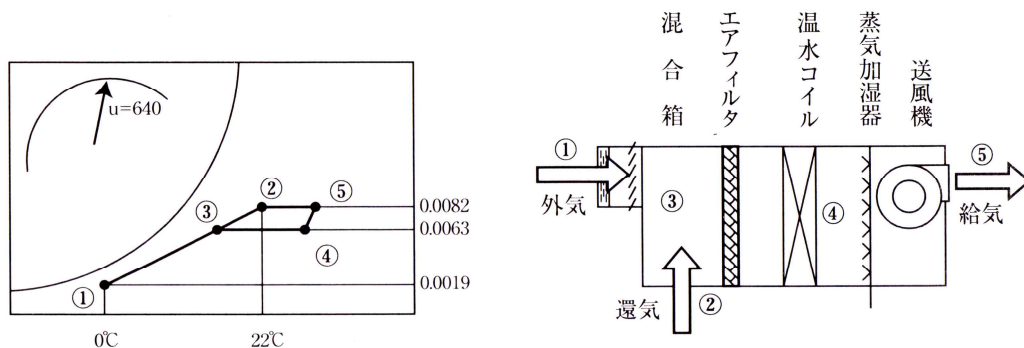 u=640
②
⑤
③
④
①
0.0082
0.0063
0.0019
0℃
22℃
混合箱
エアフィルタ
温水コイル
蒸気加湿器
送風機
①
外気
③
④
⑤
給気
還気
②